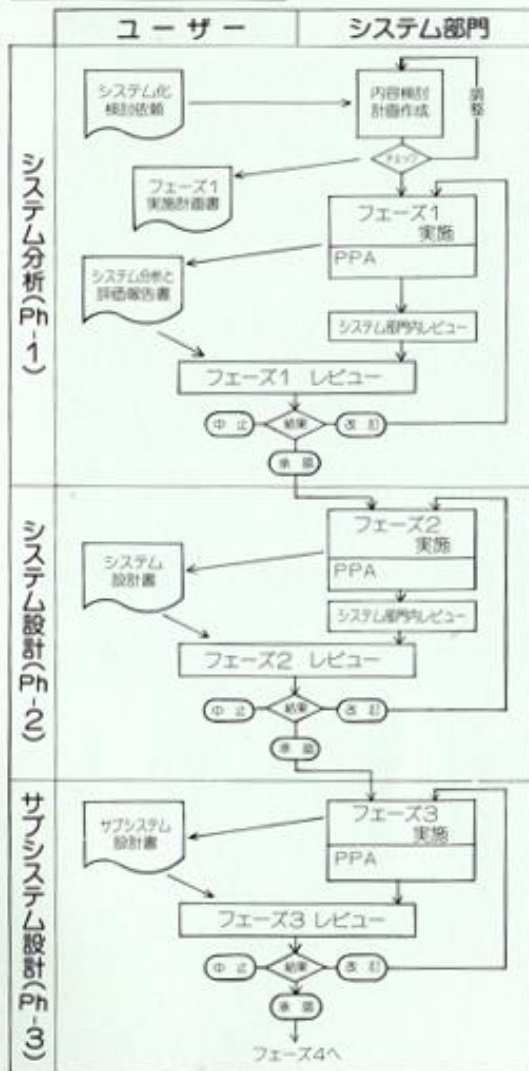 ユーザー
システム部門
システム分析(Ph-1)
システム化
検討依頼
内容検討
計画作成
調整
チェック
フェーズ1
実施計画書
フェーズ1
実施
PPA
システム分析と
評価報告書
システム部門内レビュー
フェーズ1 レビュー
中止
結果
改訂
承認
システム設計(Ph-2)
フェーズ2
実施
PPA
システム
設計書
システム部門内レビュー
フェーズ2 レビュー
中止
結果
改訂
承認
サブシステム設計(Ph-3)
フェーズ3
実施
PPA
サブシステム
設計書
フェーズ3 レビュー
中止
結果
改訂
承認
フェーズ4へ